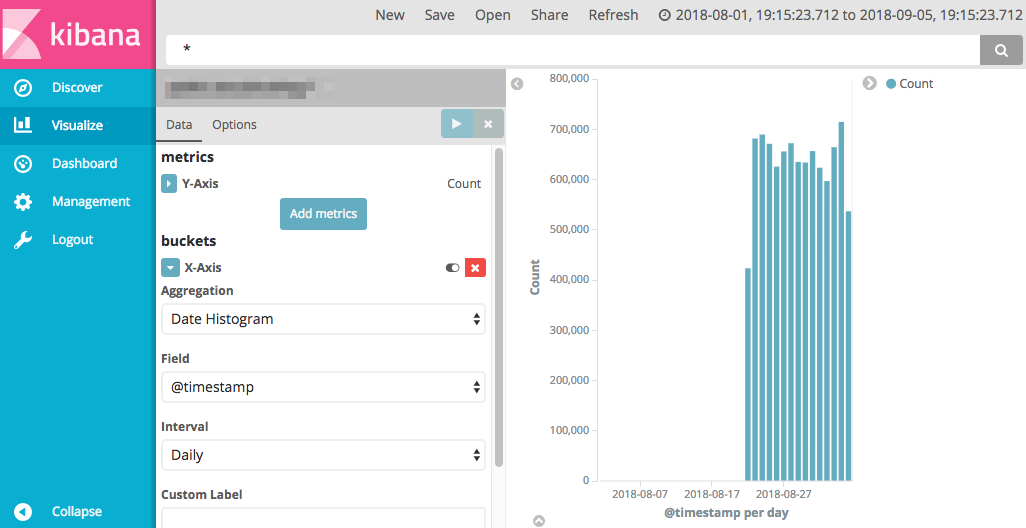 kibana
New Save Open Share Refresh 2018-08-01, 19:15:23.712 to 2018-09-05, 19:15:23.712
*
Discover
Visualize
Dashboard
Management
Logout
Collapse
Data Options
metrics
Y-Axis Count
Add metrics
buckets
X-Axis
Aggregation
Date Histogram
Field
@timestamp
Interval
Daily
Custom Label
800,000
700,000
600,000
500,000
400,000
300,000
200,000
100,000
0
Count
2018-08-07 2018-08-17 2018-08-27
@timestamp per day
Count